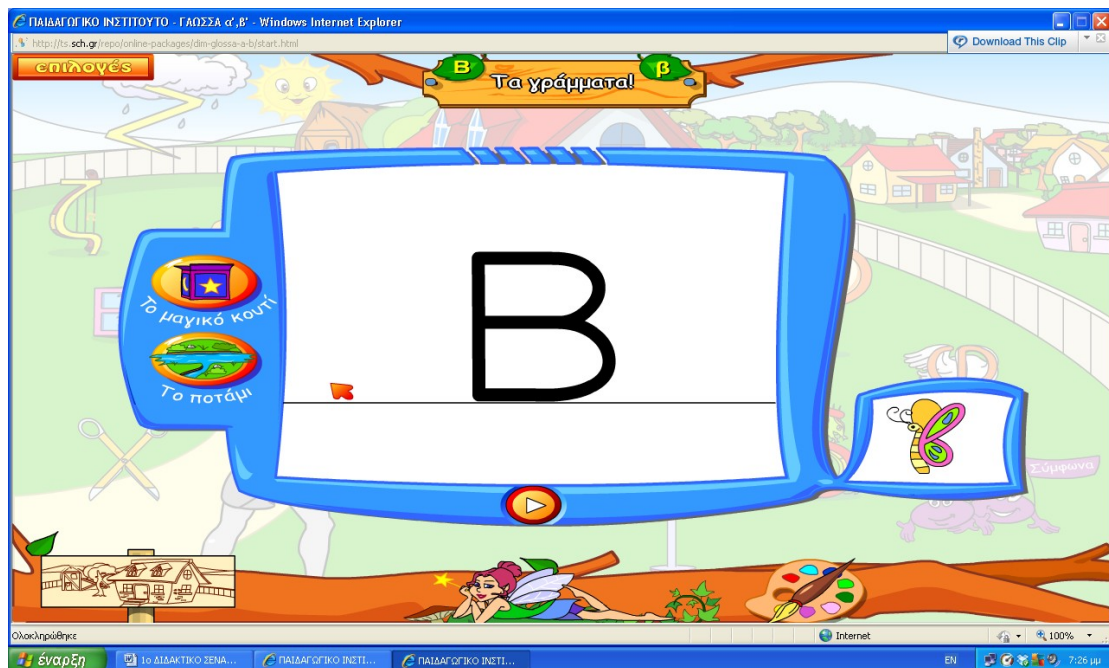 ΠΑΙΔΑΓΩΓΙΚΟ ΙΝΣΤΙΤΟΥΤΟ - ΓΛΩΣΣΑ α',β' - Windows Internet Explorer
http://ts.sch.gr/repo/online-packages/dim-glossa-a-b/start.html
Download This Clip
επιλογές
Β
Τα γράμματα!
β
Β
Το μαγικό κουτί
Το ποτάμι
Σύμφωνα
Ολοκληρώθηκε
Internet
100%
έναρξη
1ο ΔΙΔΑΚΤΙΚΟ ΣΕΝΑ...
ΠΑΙΔΑΓΩΓΙΚΟ ΙΝΣΤΙ...
ΠΑΙΔΑΓΩΓΙΚΟ ΙΝΣΤΙ...
EN
7:26 μμ